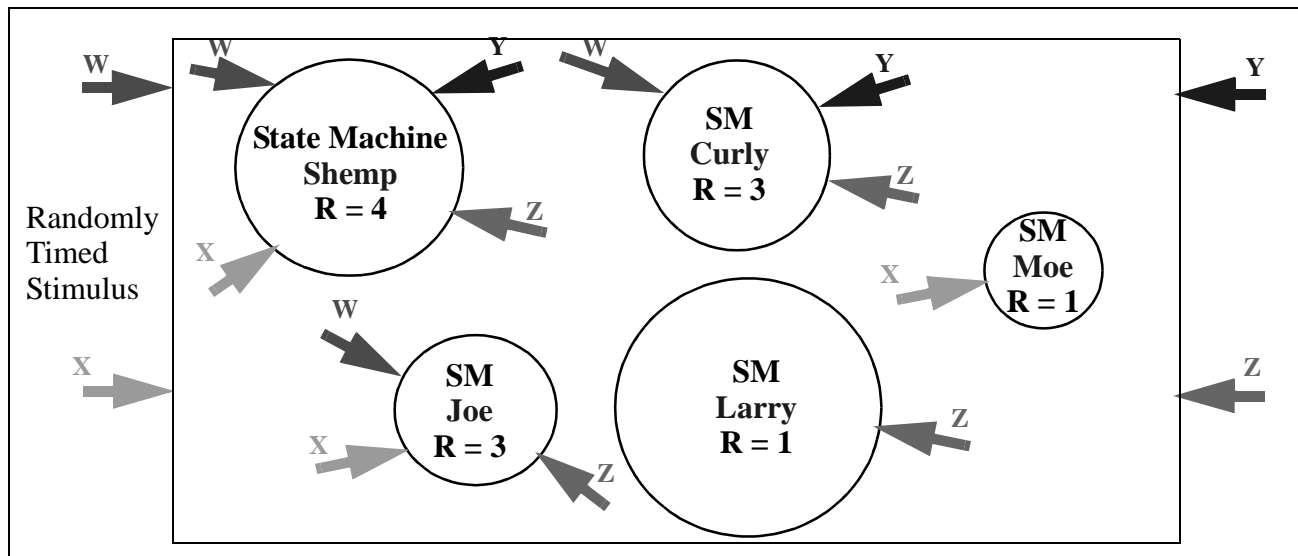 W
W
Y
W
Y
Y
State Machine
Shemp
R = 4
SM
Curly
R = 3
Z
Z
Randomly
Timed
Stimulus
X
SM
Moe
R = 1
X
W
X
SM
Joe
R = 3
SM
Larry
R = 1
Z
X
Z
Z